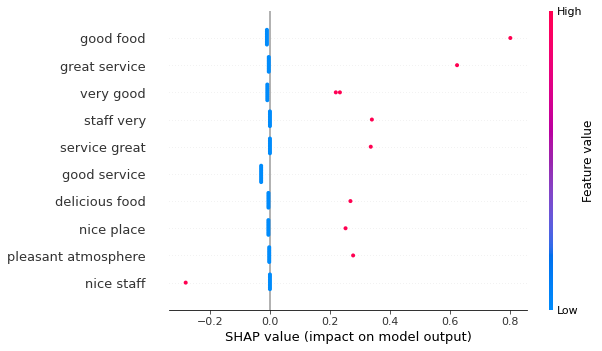 High
good food
great service
very good
staff very
service great
good service
delicious food
nice place
pleasant atmosphere
nice staff
Feature value
Low
−0.2 0.0 0.2 0.4 0.6 0.8
SHAP value (impact on model output)